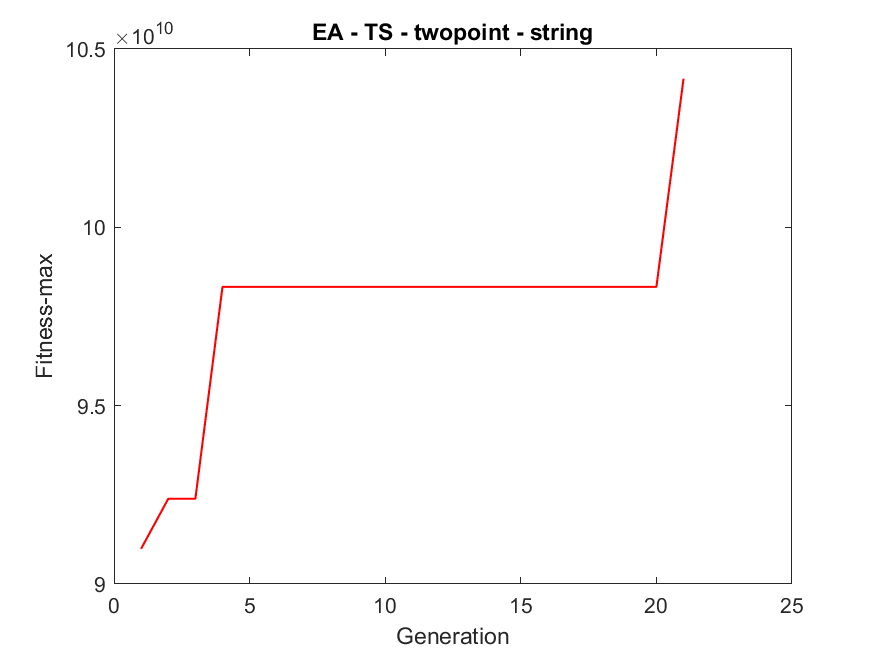 EA - TS - twopoint - string
×10^10
10.5
10
9.5
9
Fitness-max
0 5 10 15 20 25
Generation